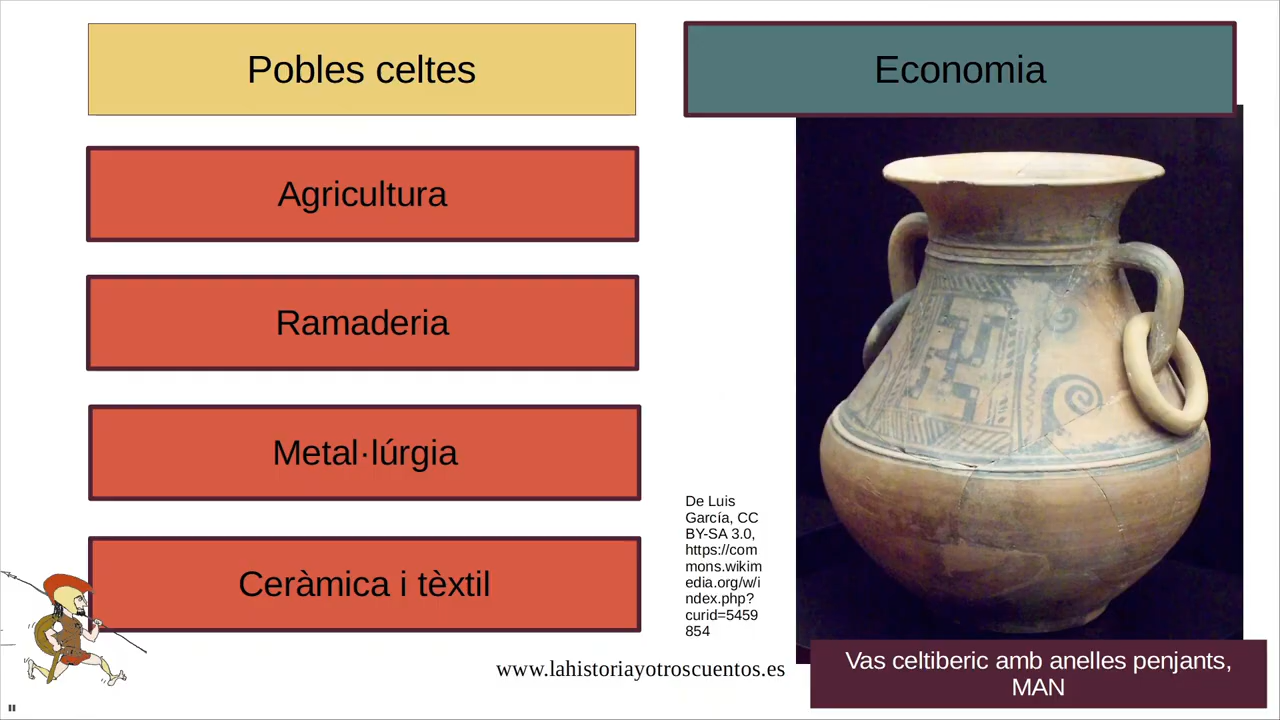 Pobles celtes
Economia
Agricultura
Ramaderia
Metal·lúrgia
Ceràmica i tèxtil
De Luis
García, CC
BY-SA 3.0,
https://com
mons.wikim
edia.org/w/i
ndex.php?
curid=5459
854
www.lahistoriayotroscuentos.es
Vas celtiberic amb anelles penjants,
MAN